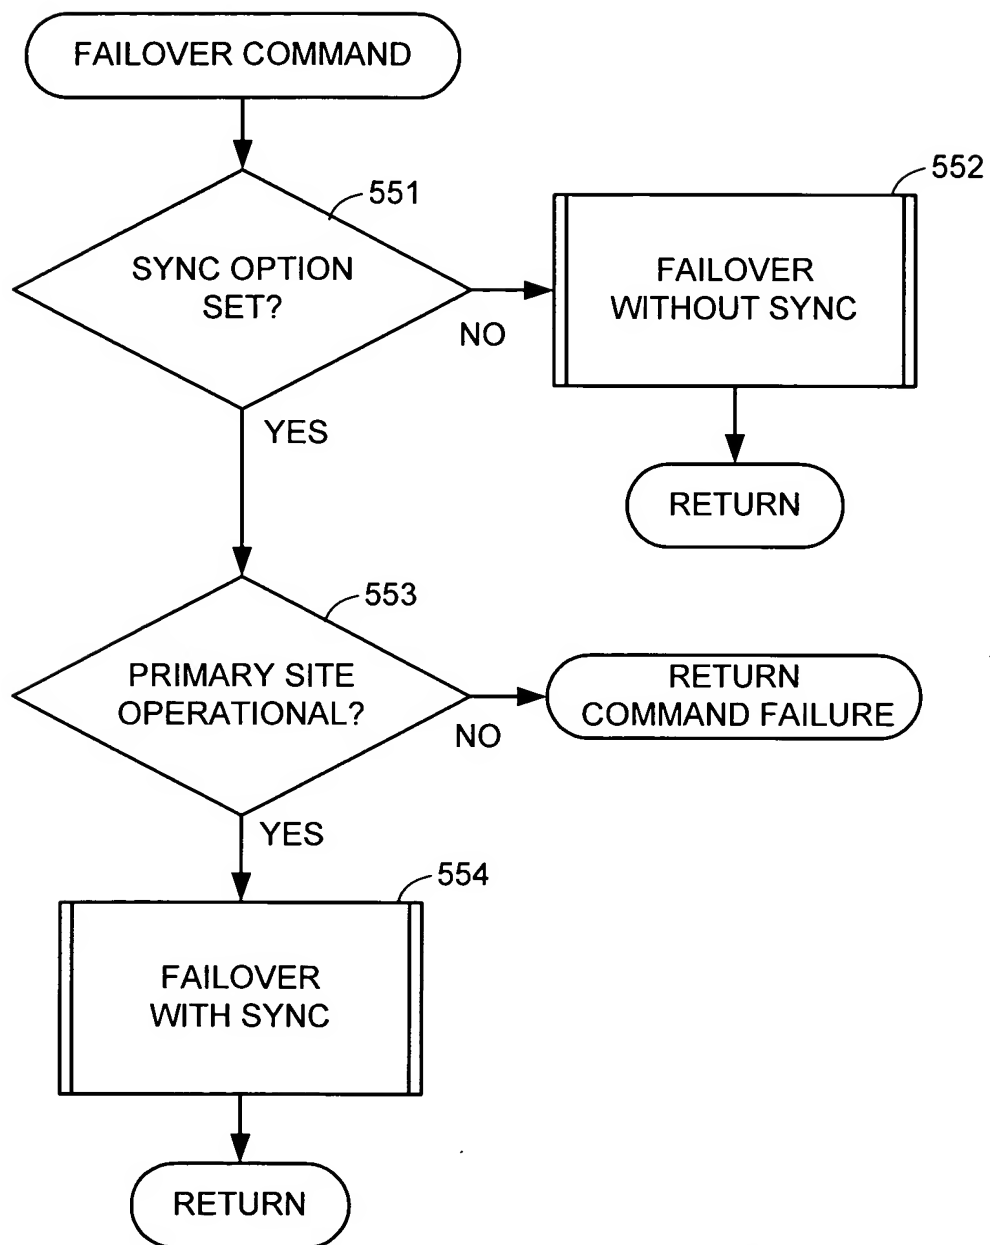 FAILOVER COMMAND
551
SYNC OPTION
SET?
NO
YES
552
FAILOVER
WITHOUT SYNC
RETURN
553
PRIMARY SITE
OPERATIONAL?
NO
YES
RETURN
COMMAND FAILURE
554
FAILOVER
WITH SYNC
RETURN